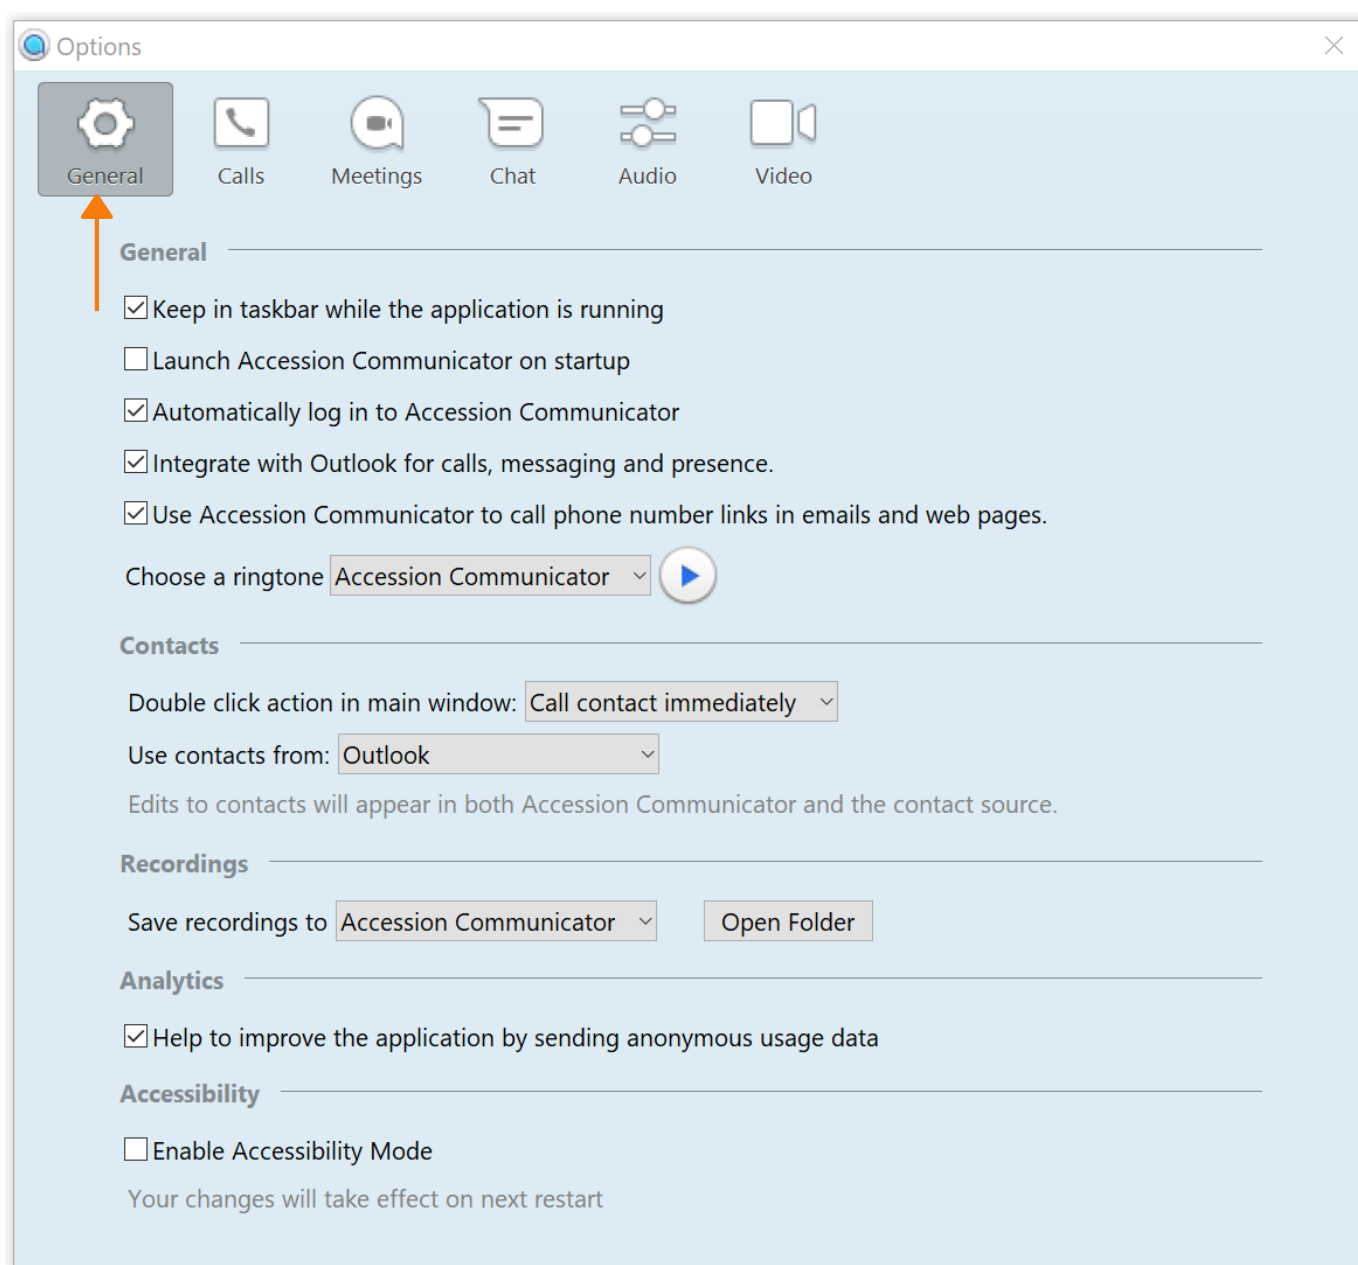 Options
General
Calls
Meetings
Chat
Audio
Video
General
Keep in taskbar while the application is running
Launch Accession Communicator on startup
Automatically log in to Accession Communicator
Integrate with Outlook for calls, messaging and presence.
Use Accession Communicator to call phone number links in emails and web pages.
Choose a ringtone Accession Communicator
Contacts
Double click action in main window: Call contact immediately
Use contacts from: Outlook
Edits to contacts will appear in both Accession Communicator and the contact source.
Recordings
Save recordings to Accession Communicator Open Folder
Analytics
Help to improve the application by sending anonymous usage data
Accessibility
Enable Accessibility Mode
Your changes will take effect on next restart